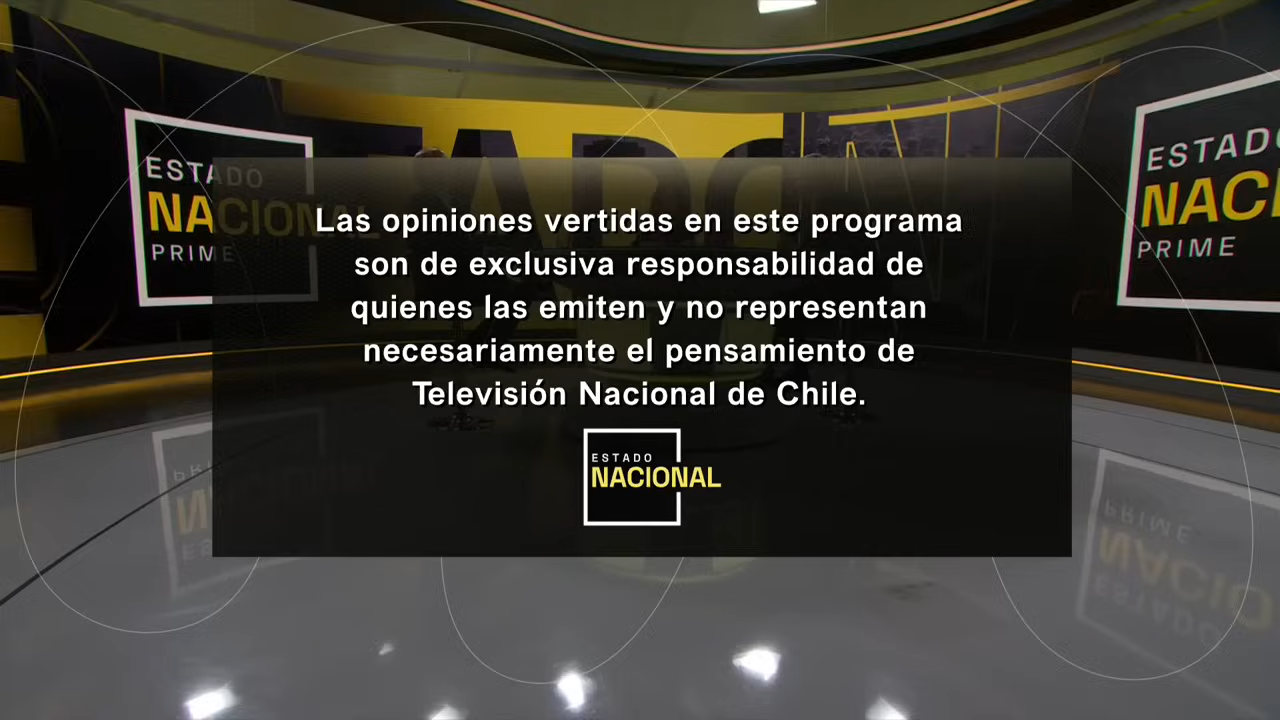 ESTADO
NACIONAL
PRIME
ESTADO
NACI
PRIME
Las opiniones vertidas en este programa
son de exclusiva responsabilidad de
quienes las emiten y no representan
necesariamente el pensamiento de
Televisión Nacional de Chile.
ESTADO
NACIONAL